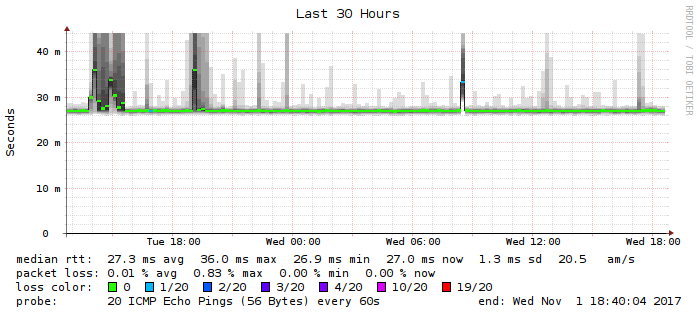 Last 30 Hours
RRDTOOL / TOBI OETIKER
Seconds
40 m
30 m
20 m
10 m
0
Tue 18:00 Wed 00:00 Wed 06:00 Wed 12:00 Wed 18:00
median rtt: 27.3 ms avg 36.0 ms max 26.9 ms min 27.0 ms now 1.3 ms sd 20.5 am/s
packet loss: 0.01 % avg 0.83 % max 0.00 % min 0.00 % now
loss color: 0 1/20 2/20 3/20 4/20 10/20 19/20
probe: 20 ICMP Echo Pings (56 Bytes) every 60s end: Wed Nov 1 18:40:04 2017